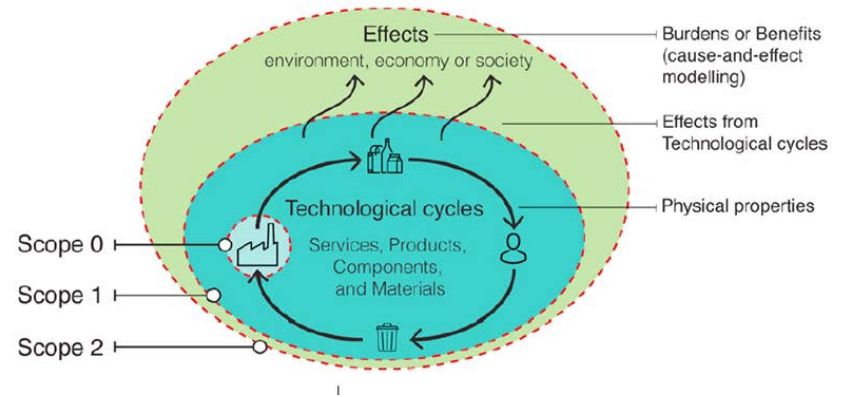 Effects
environment, economy or society
Burdens or Benefits
(cause-and-effect
modelling)
Effects from
Technological cycles
Technological cycles
Physical properties
Services, Products,
Components,
and Materials
Scope 0
Scope 1
Scope 2